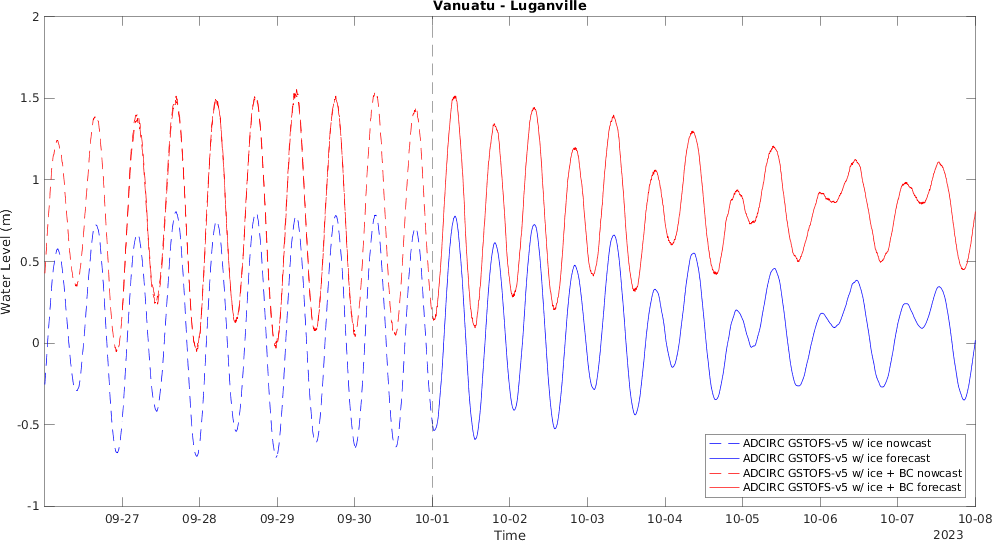 Vanuatu - Luganville
2
1.5
1
0.5
0
-0.5
-1
Water Level (m)
ADCIRC GSTOFS-v5 w/ ice nowcast
ADCIRC GSTOFS-v5 w/ ice forecast
ADCIRC GSTOFS-v5 w/ ice + BC nowcast
ADCIRC GSTOFS-v5 w/ ice + BC forecast
09-27 09-28 09-29 09-30 10-01 10-02 10-03 10-04 10-05 10-06 10-07 10-08
Time
2023